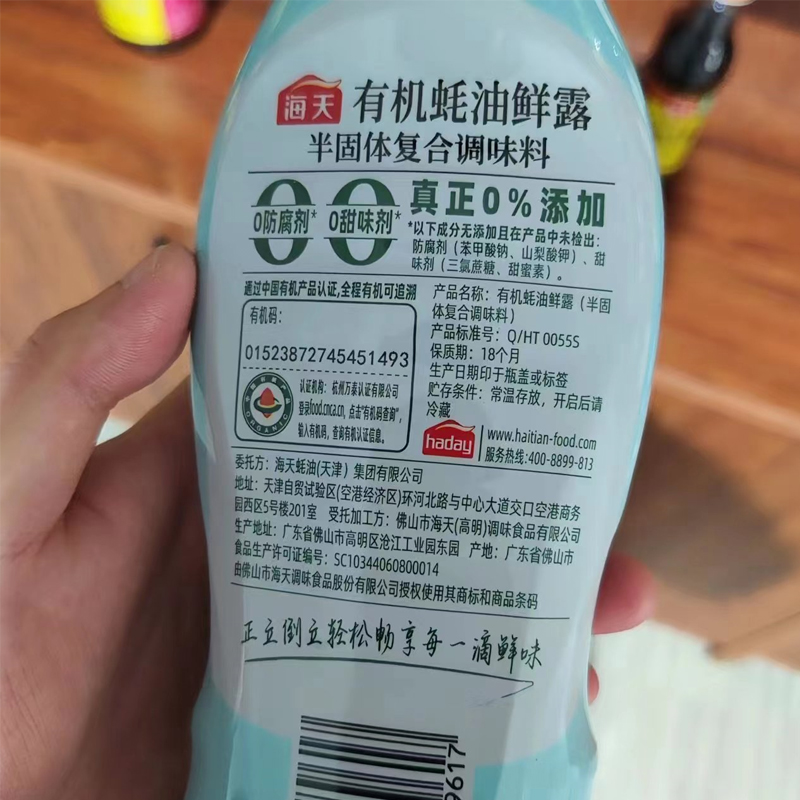 海天
有机蚝油鲜露
半固体复合调味料
0防腐剂*
0甜味剂*
真正0%添加
*以下成分无添加且在产品中未检出：
防腐剂（苯甲酸钠、山梨酸钾）、甜
味剂（三氯蔗糖、甜蜜素）。
通过中国有机产品认证,全程有机可追溯
有机码：
01523872745451493
认证机构：杭州万泰认证有限公司
登录food.cnca.cn, 点击“有机码查询”,
输入有机码，查询有机认证信息。
ORGANIC
产品名称：有机蚝油鲜露（半固
体复合调味料）
产品标准号：Q/HT 0055S
保质期：18个月
生产日期印于瓶盖或标签
贮存条件：常温存放，开启后请
冷藏
haday
www.haitian-food.com
服务热线:400-8899-813
委托方：海天蚝油(天津）集团有限公司
地址：天津自贸试验区(空港经济区)环河北路与中心大道交口空港商务
园西区5号楼201室 受托加工方：佛山市海天(高明)调味食品有限公司
生产地址：广东省佛山市高明区沧江工业园东园 产地：广东省佛山市
食品生产许可证编号：SC10344060800014
由佛山市海天调味食品股份有限公司授权使用其商标和商品条码
正立倒立轻松畅享每一滴鲜味
9617